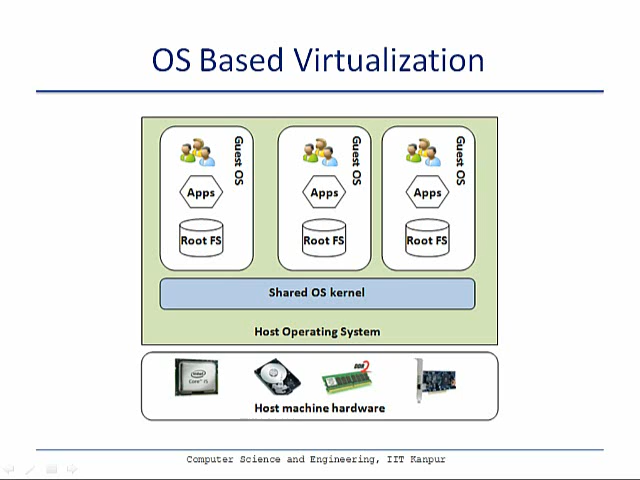 OS Based Virtualization
Guest OS
Apps
Root FS
Guest OS
Apps
Root FS
Guest OS
Apps
Root FS
Shared OS kernel
Host Operating System
DDR2
Host machine hardware
Computer Science and Engineering, IIT Kanpur